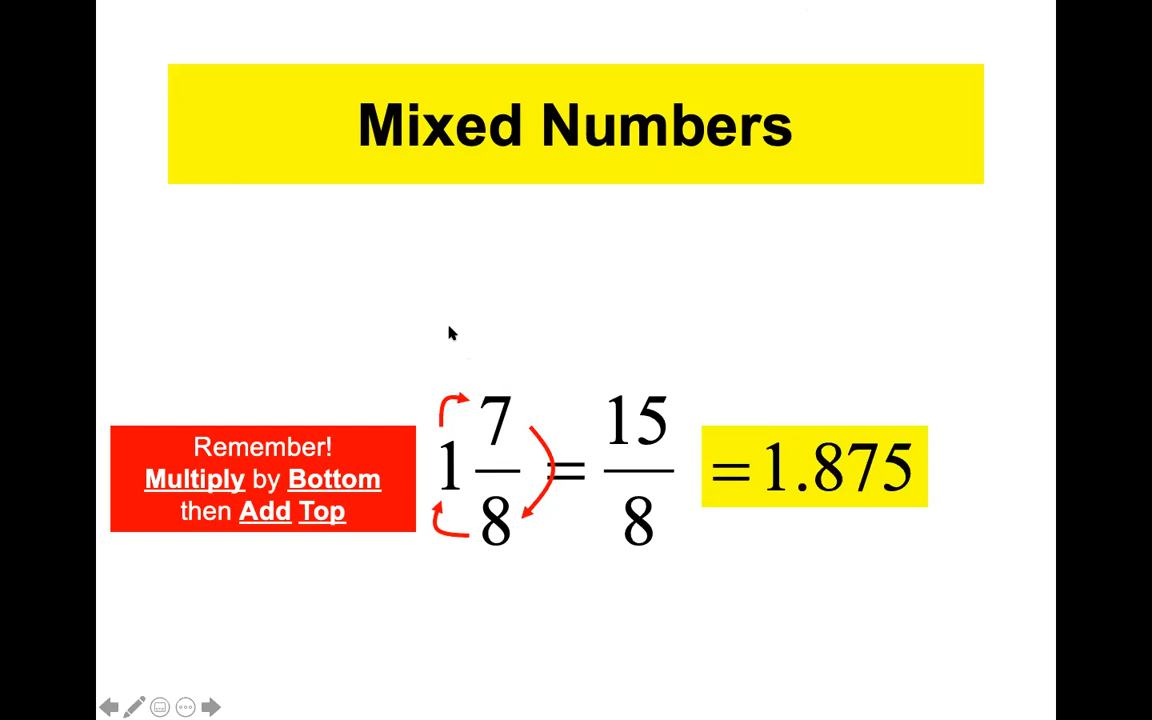 Mixed Numbers
Remember!
Multiply by Bottom
then Add Top
1 7/8 = 15/8 = 1.875